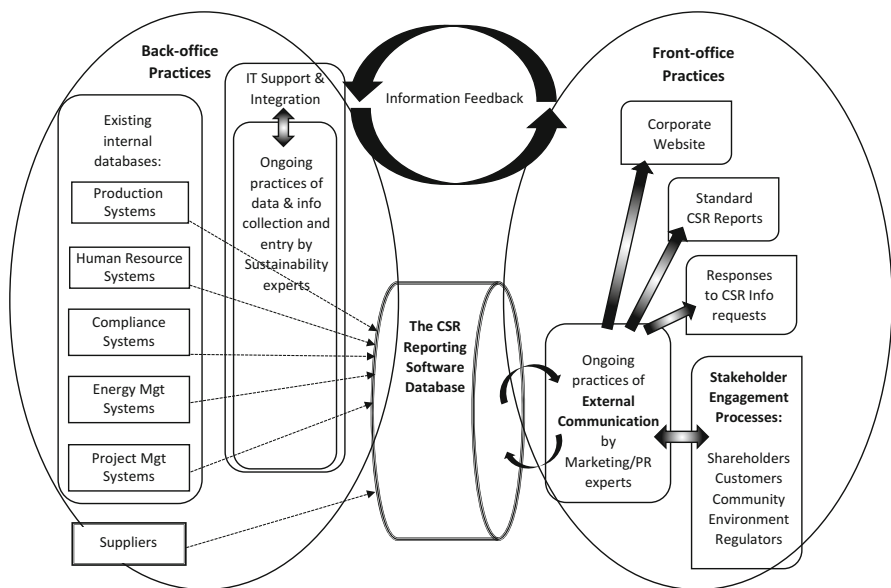 Back-office
Practices
Existing
internal
databases:
Production
Systems
Human Resource
Systems
Compliance
Systems
Energy Mgt
Systems
Project Mgt
Systems
Suppliers
IT Support &
Integration
Ongoing
practices of
data & info
collection and
entry by
Sustainability
experts
Information Feedback
The CSR
Reporting
Software
Database
Front-office
Practices
Corporate
Website
Standard
CSR Reports
Responses
to CSR Info
requests
Ongoing
practices of
External
Communication
by
Marketing/PR
experts
Stakeholder
Engagement
Processes:
Shareholders
Customers
Community
Environment
Regulators